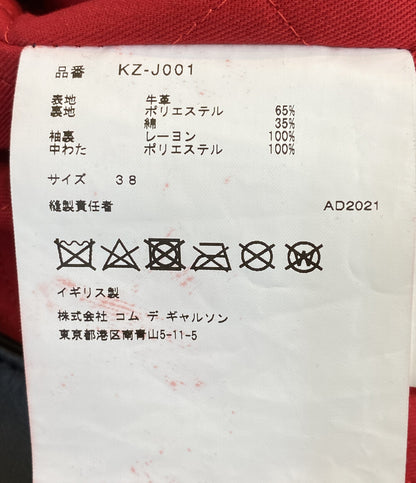 品番 KZ-J001
表地 牛革
裏地 ポリエステル 65%
綿 35%
袖裏 レーヨン 100%
中わた ポリエステル 100%
サイズ 38
縫製責任者 AD2021
イギリス製
株式会社 コム デ ギャルソン
東京都港区南青山5-11-5